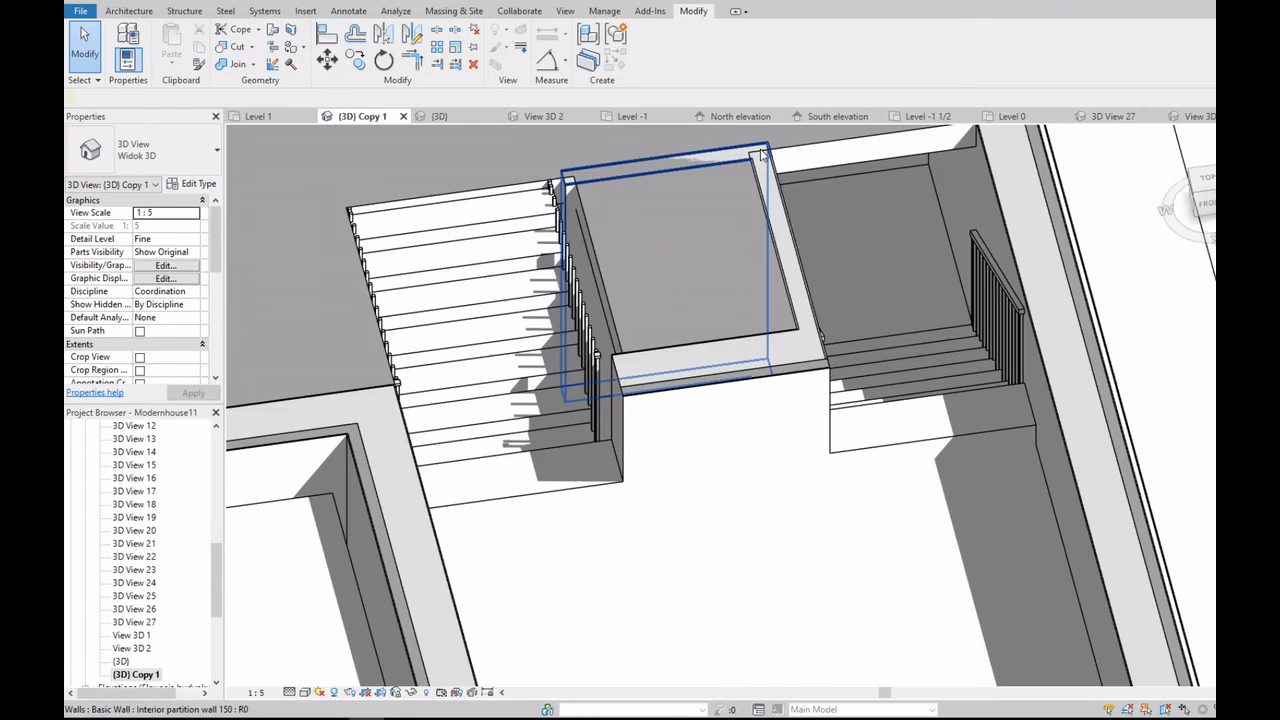 File Architecture Structure Steel Systems Insert Annotate Analyze Massing & Site Collaborate View Manage Add-Ins Modify
Cope
Cut
Join
Modify
Paste
Select Properties Clipboard Geometry Modify View Measure Create
Properties
Level 1 {3D} Copy 1 {3D} View 3D 2 Level -1 North elevation South elevation Level -1 1/2 Level 0 3D View 27 View 3D
3D View
Widok 3D
3D View: {3D} Copy 1 Edit Type
Graphics
View Scale 1 : 5
Scale Value 1: 5
Detail Level Fine
Parts Visibility Show Original
Visibility/Grap... Edit...
Graphic Displ... Edit...
Discipline Coordination
Show Hidden ... By Discipline
Default Analy... None
Sun Path
Extents
Crop View
Crop Region ...
Properties help Apply
Project Browser - Modernhouse11
3D View 12
3D View 13
3D View 14
3D View 15
3D View 16
3D View 17
3D View 18
3D View 19
3D View 20
3D View 21
3D View 22
3D View 23
3D View 24
3D View 25
3D View 26
3D View 27
View 3D 1
View 3D 2
{3D}
{3D} Copy 1
TOP
W
1 : 5
Walls : Basic Wall : Interior partition wall 150 : R0
:0
Main Model